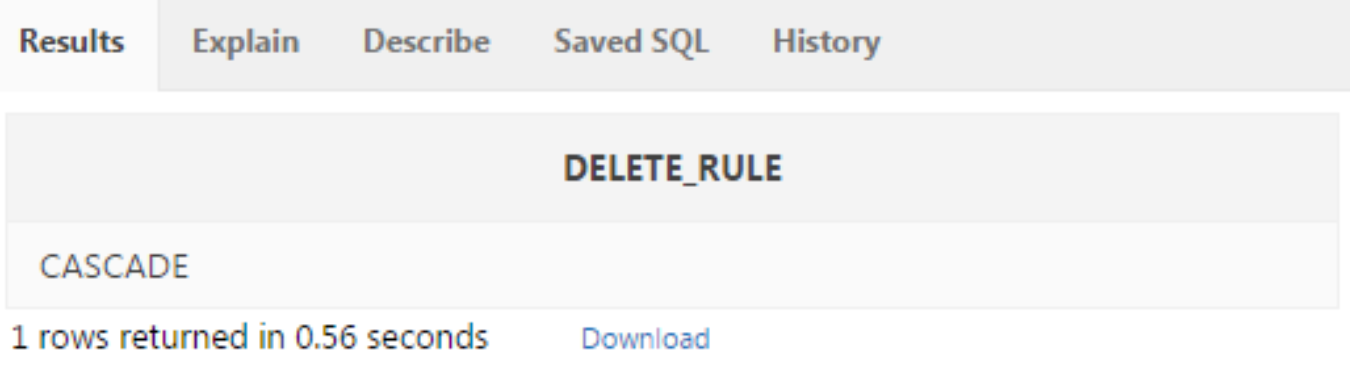 Results Explain Describe Saved SQL History
DELETE_RULE
CASCADE
1 rows returned in 0.56 seconds Download